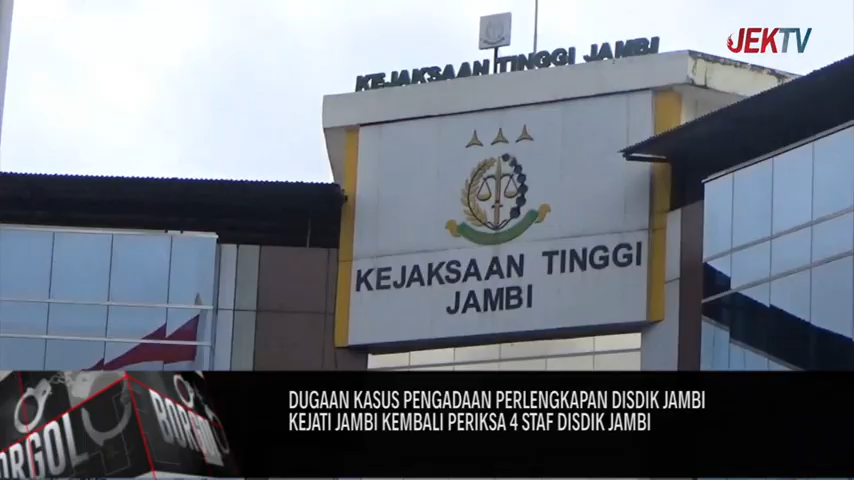 JEKTV
KEJAKSAAN TINGGI JAMBI
KEJAKSAAN TINGGI
JAMBI
DUGAAN KASUS PENGADAAN PERLENGKAPAN DISDIK JAMBI
KEJATI JAMBI KEMBALI PERIKSA 4 STAF DISDIK JAMBI
ORGOL
BORGOL